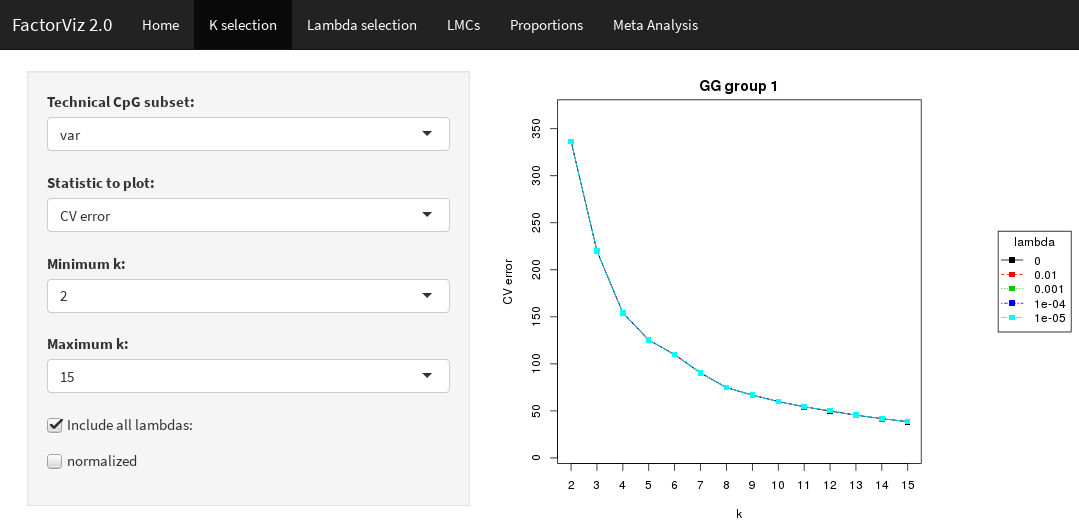 FactorViz 2.0 Home K selection Lambda selection LMCs Proportions Meta Analysis
Technical CpG subset:
var
Statistic to plot:
CV error
Minimum k:
2
Maximum k:
15
Include all lambdas:
normalized
GG group 1
CV error
350
300
250
200
150
100
50
0
2 3 4 5 6 7 8 9 10 11 12 13 14 15
k
lambda
0
0.01
0.001
1e-04
1e-05